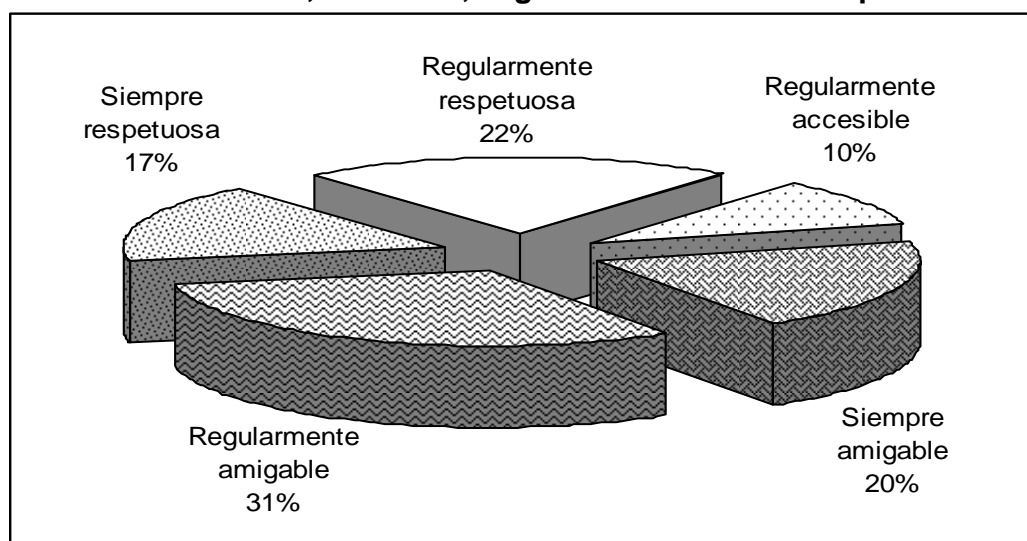 Regularmente
respetuosa
22%
Siempre
respetuosa
17%
Regularmente
accesible
10%
Regularmente
amigable
31%
Siempre
amigable
20%